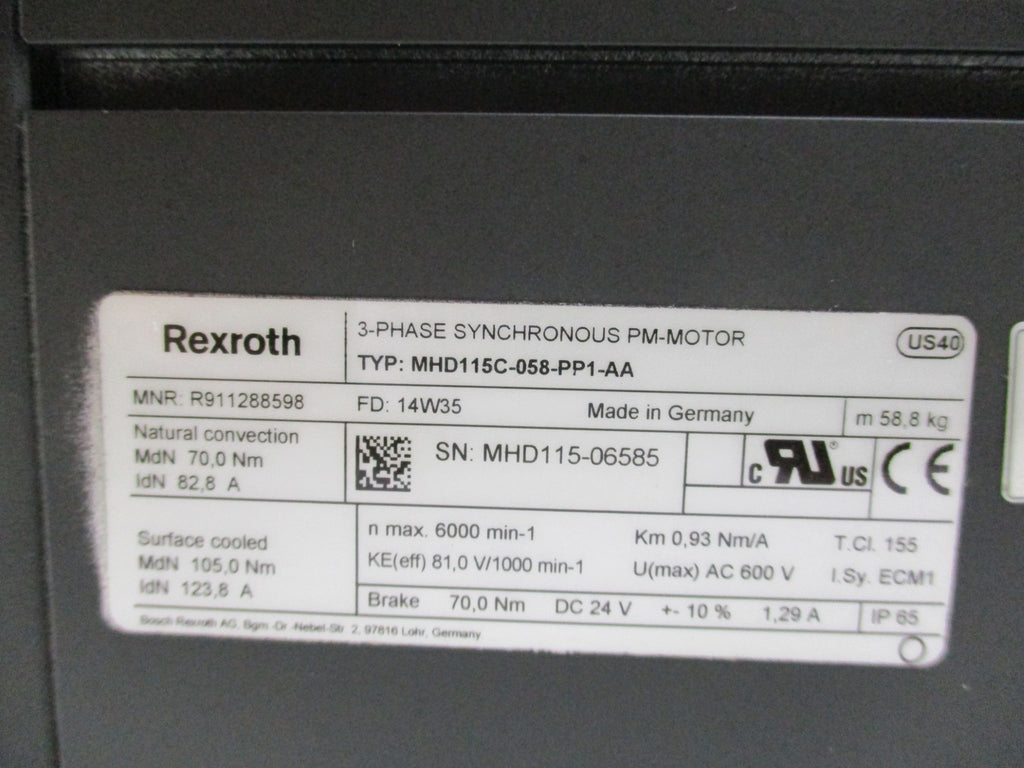 Rexroth
3-PHASE SYNCHRONOUS PM-MOTOR
US40
TYP: MHD115C-058-PP1-AA
MNR: R911288598
FD: 14W35
Made in Germany
m 58,8 kg
Natural convection
MdN 70,0 Nm
IdN 82,8 A
SN: MHD115-06585
c RU ® US
CE
Surface cooled
MdN 105,0 Nm
IdN 123,8 A
n max. 6000 min-1
Km 0,93 Nm/A
T.Cl. 155
KE(eff) 81,0 V/1000 min-1
U(max) AC 600 V
I.Sy. ECM1
Brake 70,0 Nm DC 24 V +- 10 % 1,29 A
IP 65
Bosch Rexroth AG, Bgm.-Dr.-Nebel-Str. 2, 97816 Lohr, Germany